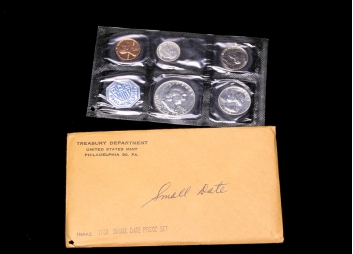 TREASURY DEPARTMENT
UNITED STATES MINT
PHILADELPHIA 30, PA.
Small Date
SMALL DATE PROOF SET